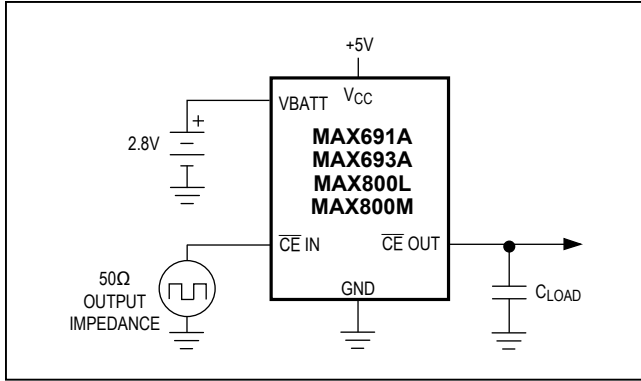 +5V
VBATT
VCC
+
2.8V
MAX691A
MAX693A
MAX800L
MAX800M
CE IN
CE OUT
50Ω
OUTPUT
IMPEDANCE
GND
CLOAD